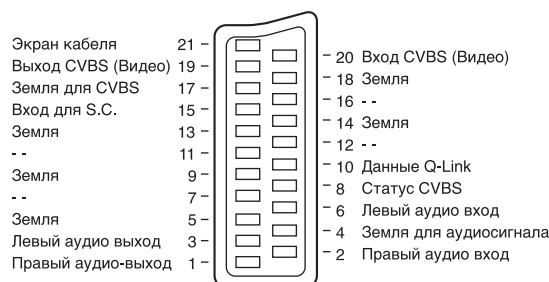 Экран кабеля 21
Выход CVBS (Видео) 19
Земля для CVBS 17
Вход для S.C. 15
Земля 13
- - 11
Земля 9
- - 7
Земля 5
Левый аудио выход 3
Правый аудио-выход 1
20 Вход CVBS (Видео)
18 Земля
16 - -
14 Земля
12 - -
10 Данные Q-Link
8 Статус CVBS
6 Левый аудио вход
4 Земля для аудиосигнала
2 Правый аудио вход